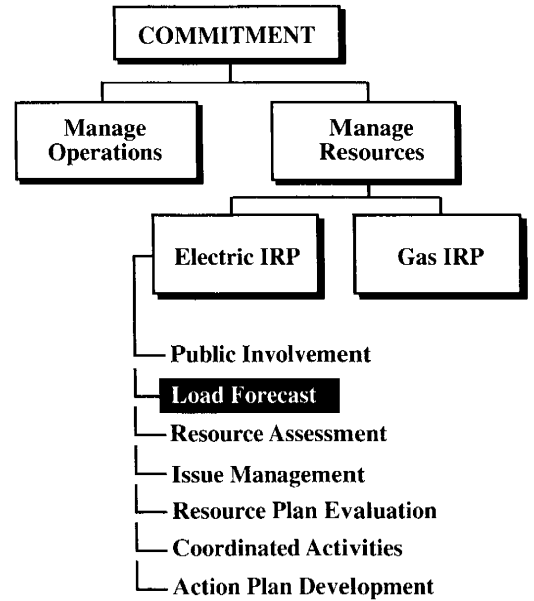 COMMITMENT
Manage
Operations
Manage
Resources
Electric IRP
Gas IRP
Public Involvement
Load Forecast
Resource Assessment
Issue Management
Resource Plan Evaluation
Coordinated Activities
Action Plan Development